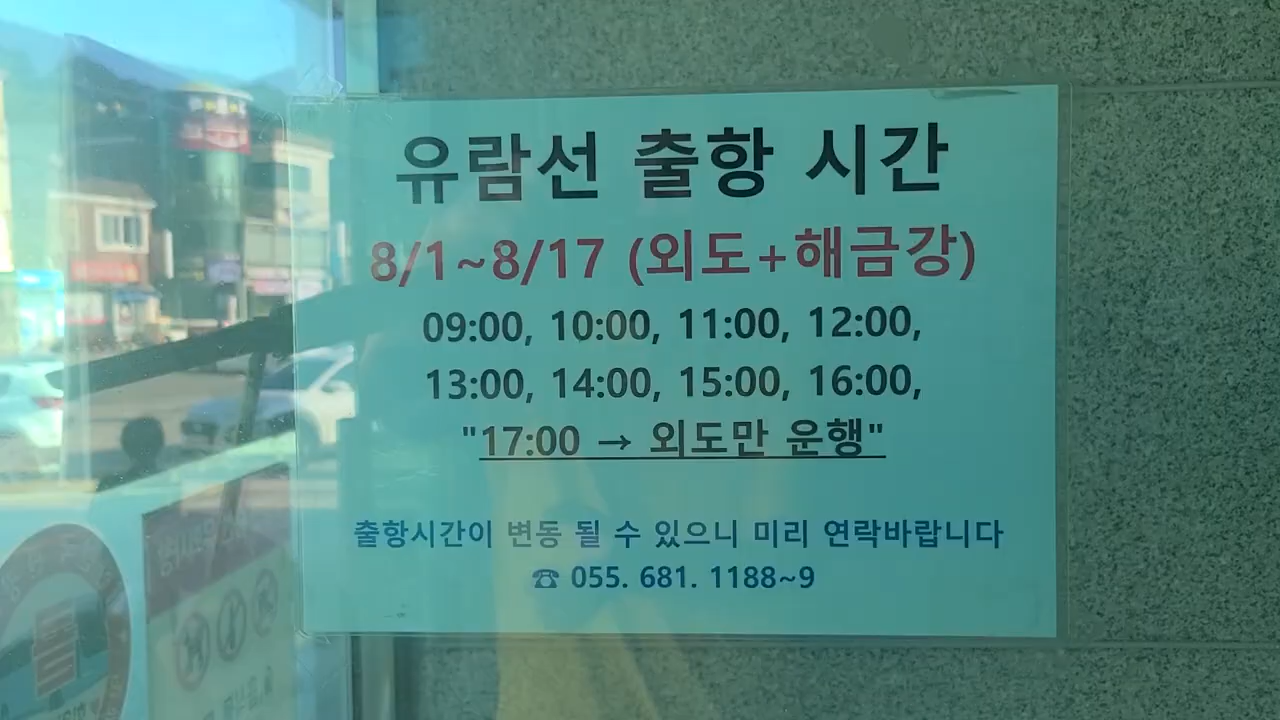 유람선 출항 시간
8/1~8/17 (외도+해금강)
09:00, 10:00, 11:00, 12:00,
13:00, 14:00, 15:00, 16:00,
"17:00 → 외도만 운행"
출항시간이 변동 될 수 있으니 미리 연락바랍니다
☎ 055. 681. 1188~9